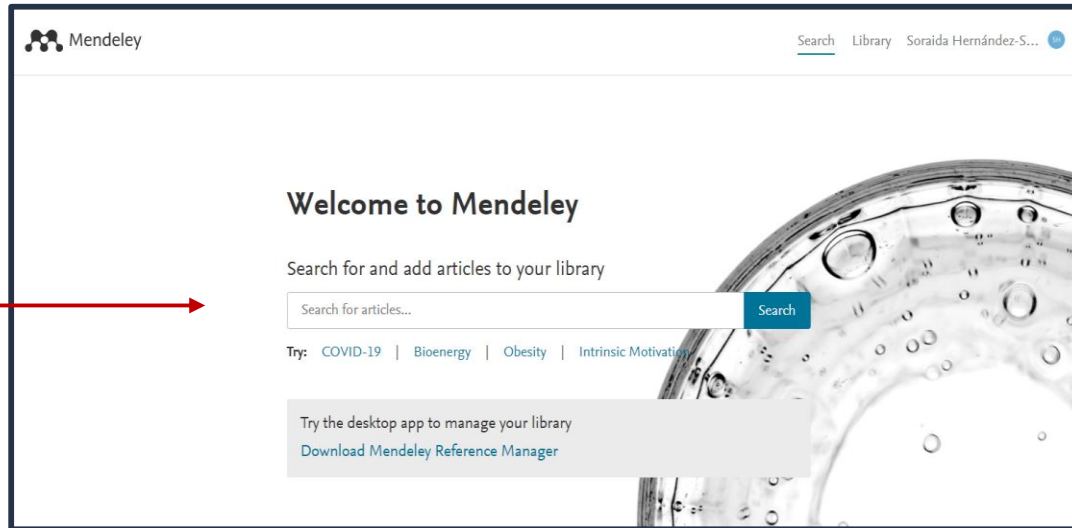 Mendeley
Search Library Soraida Hernández-S... SH
Welcome to Mendeley
Search for and add articles to your library
Search for articles... Search
Try: COVID-19 | Bioenergy | Obesity | Intrinsic Motivation
Try the desktop app to manage your library
Download Mendeley Reference Manager